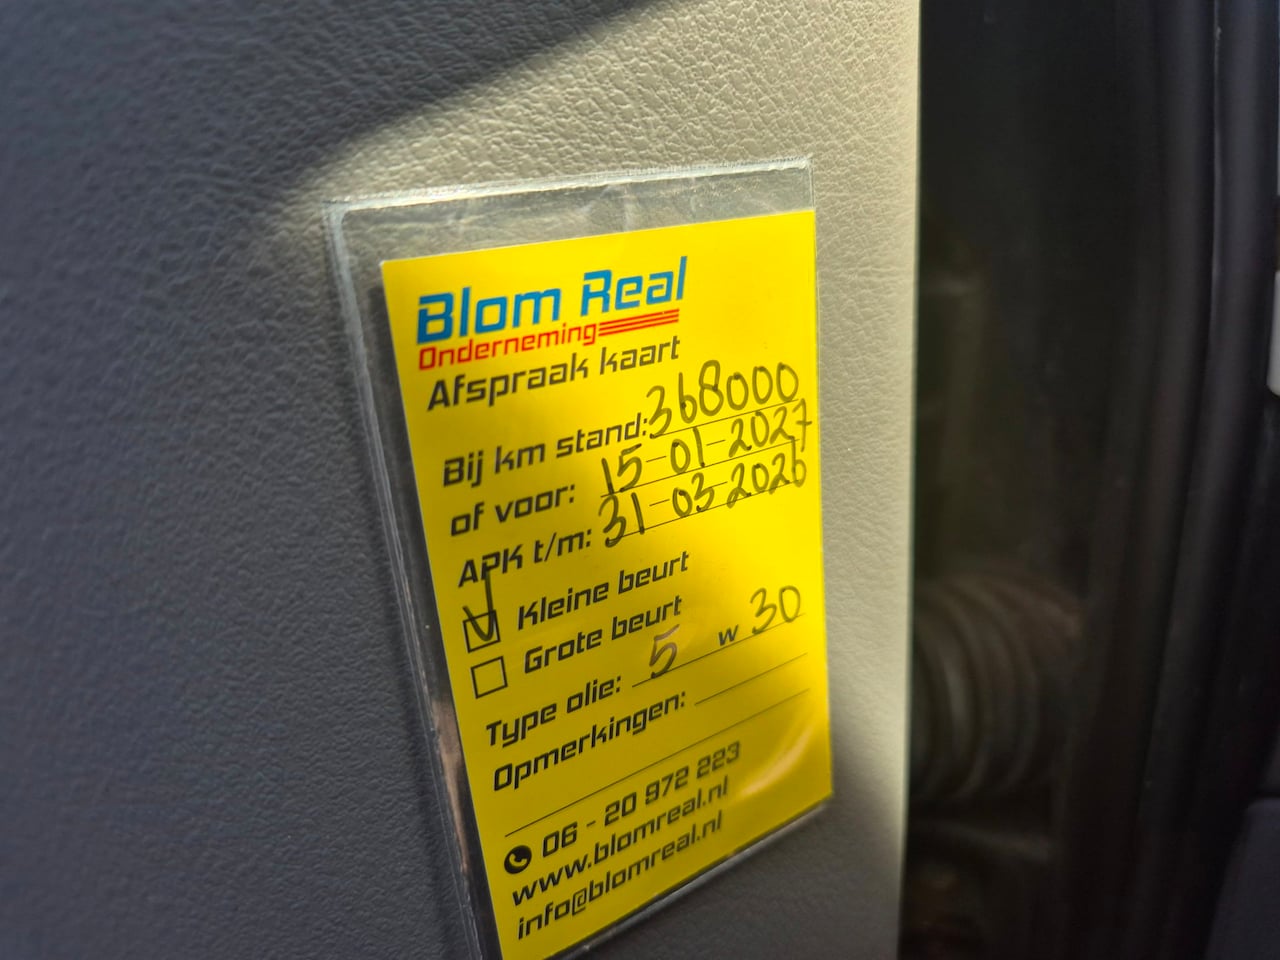 Blom Real
Onderneming
Afspraak kaart
Bij km stand: 368000
of voor: 15-01-2027
APK t/m: 31-03-2026
Kleine beurt
Grote beurt
Type olie: 5 w 30
Opmerkingen:
06 - 20 972 223
www.blomreal.nl
info@blomreal.nl